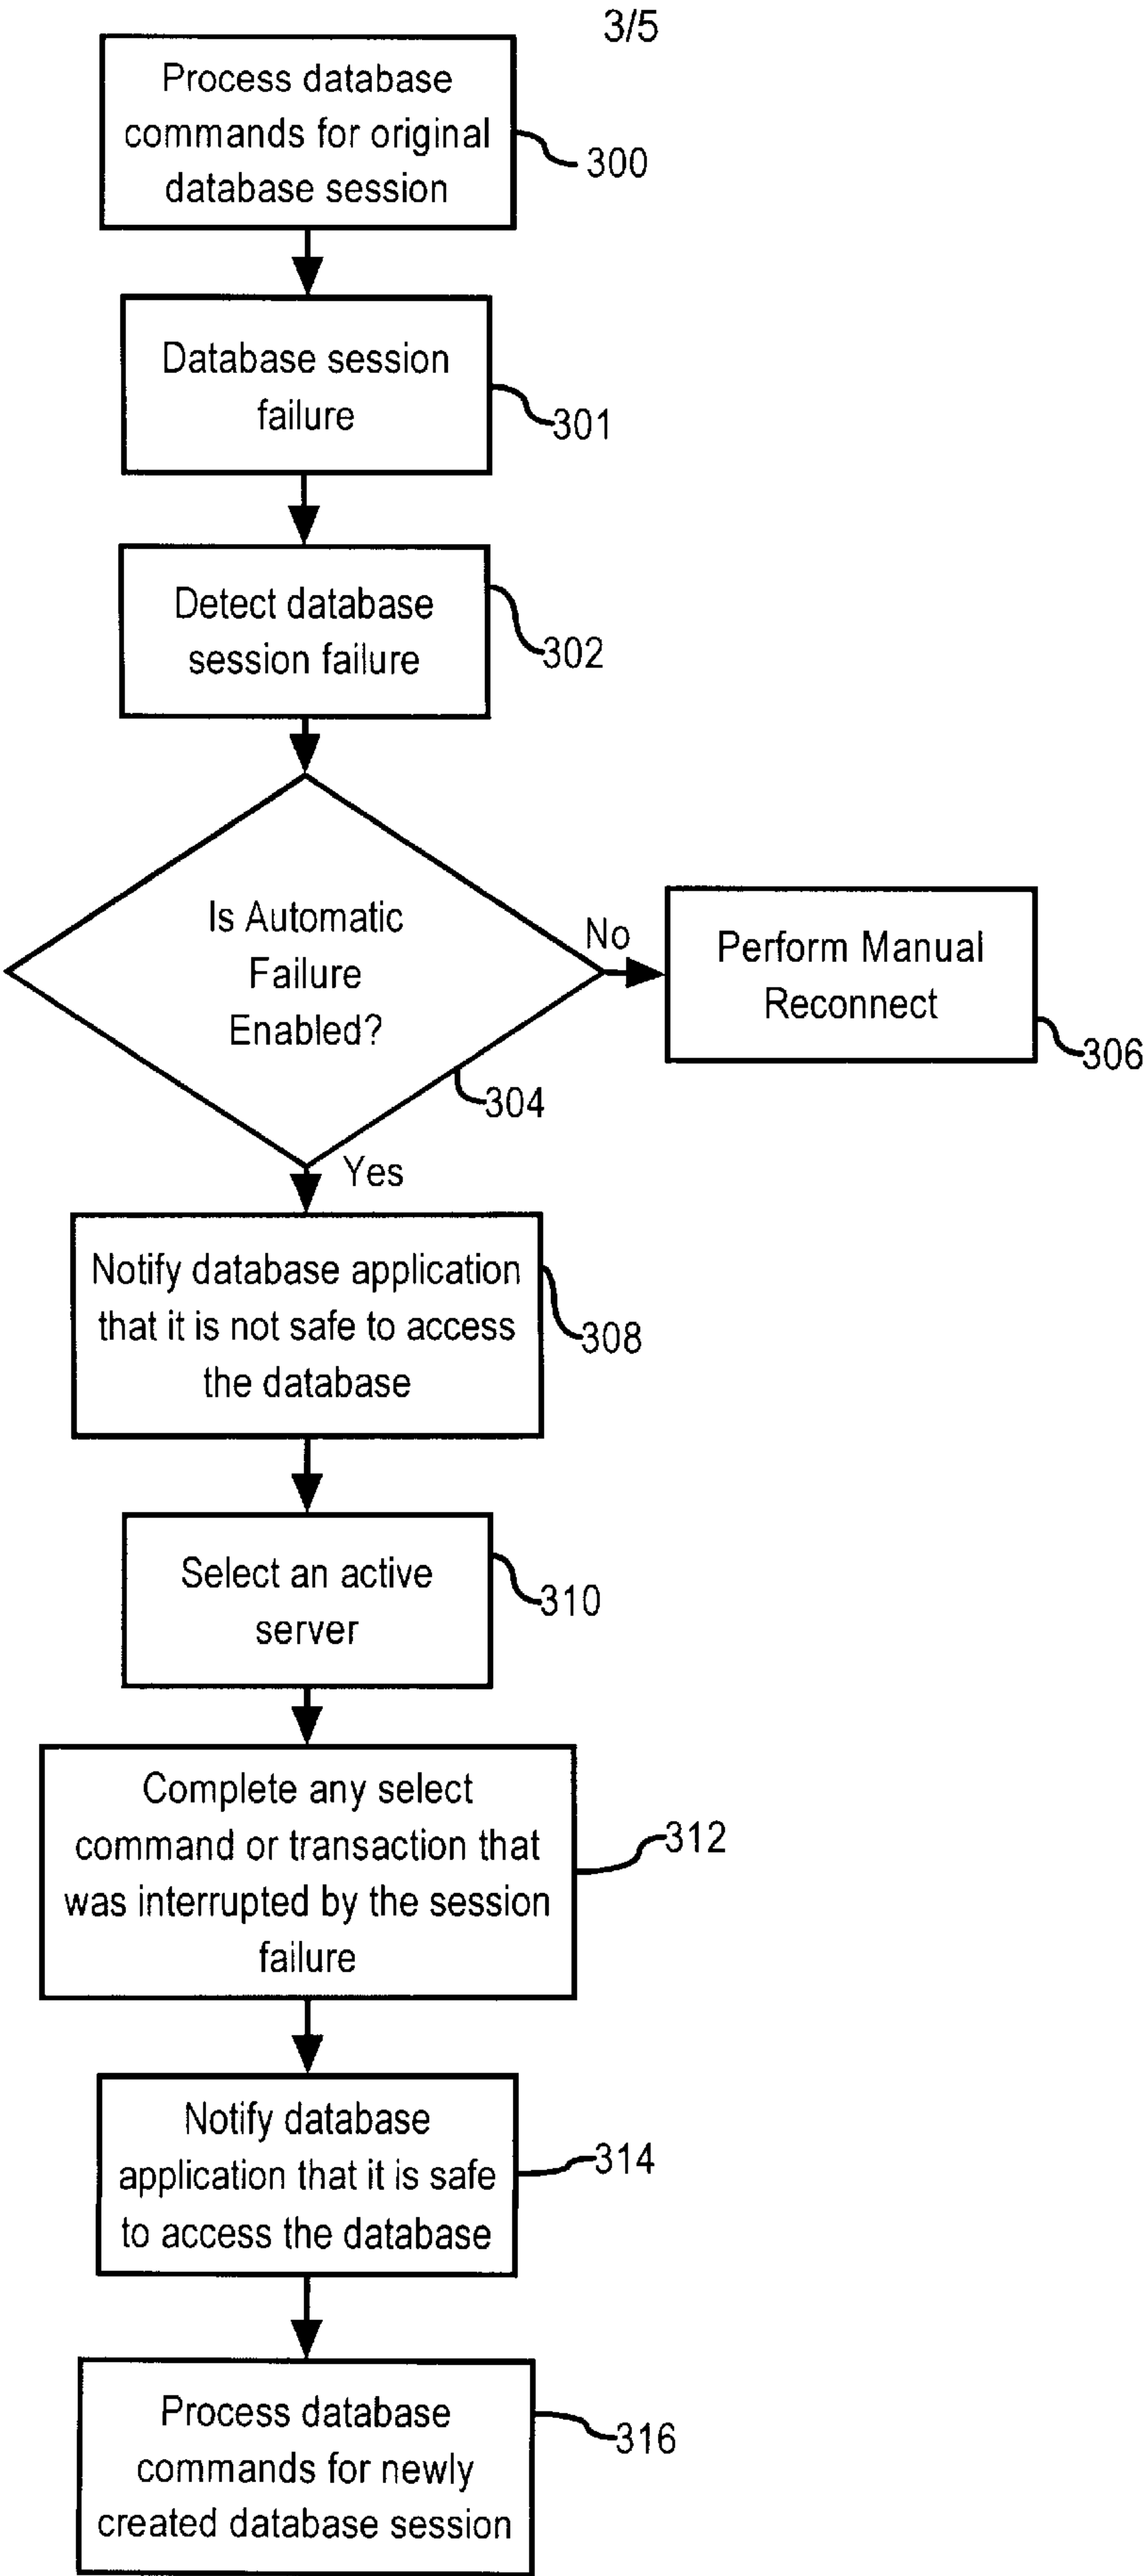 3/5
Process database
commands for original
database session
300
Database session
failure
301
Detect database
session failure
302
Is Automatic
Failure
Enabled?
304
No
Perform Manual
Reconnect
306
Yes
Notify database application
that it is not safe to access
the database
308
Select an active
server
310
Complete any select
command or transaction that
was interrupted by the session
failure
312
Notify database
application that it is safe
to access the database
314
Process database
commands for newly
created database session
316